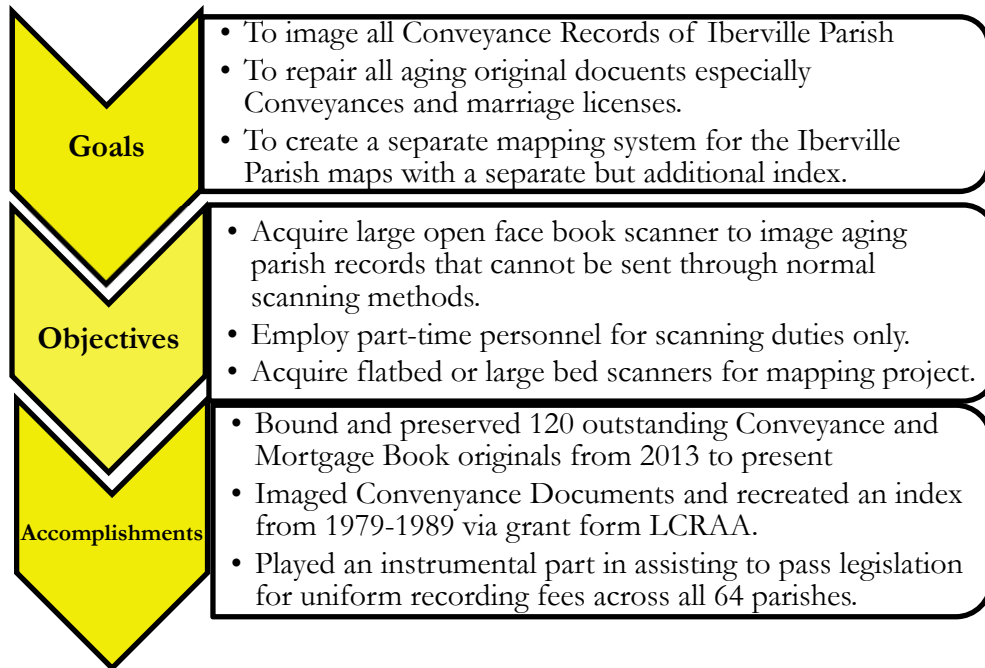 Goals
• To image all Conveyance Records of Iberville Parish
• To repair all aging original docuents especially
Conveyances and marriage licenses.
• To create a separate mapping system for the Iberville
Parish maps with a separate but additional index.
Objectives
• Acquire large open face book scanner to image aging
parish records that cannot be sent through normal
scanning methods.
• Employ part-time personnel for scanning duties only.
• Acquire flatbed or large bed scanners for mapping project.
Accomplishments
• Bound and preserved 120 outstanding Conveyance and
Mortgage Book originals from 2013 to present
• Imaged Convenyance Documents and recreated an index
from 1979-1989 via grant form LCRAA.
• Played an instrumental part in assisting to pass legislation
for uniform recording fees across all 64 parishes.